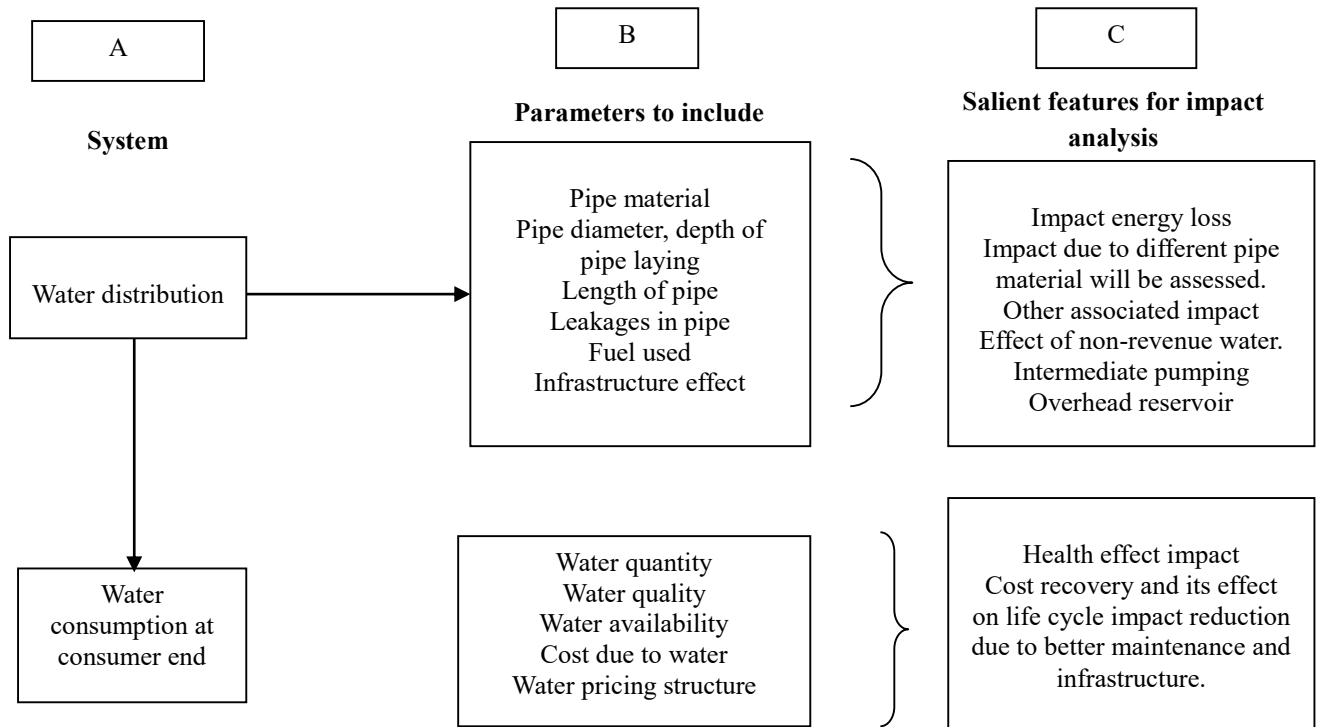 A
B
C
System
Parameters to include
Salient features for impact
analysis
Water distribution
Pipe material
Pipe diameter, depth of
pipe laying
Length of pipe
Leakages in pipe
Fuel used
Infrastructure effect
Impact energy loss
Impact due to different pipe
material will be assessed.
Other associated impact
Effect of non-revenue water.
Intermediate pumping
Overhead reservoir
Water
consumption at
consumer end
Water quantity
Water quality
Water availability
Cost due to water
Water pricing structure
Health effect impact
Cost recovery and its effect
on life cycle impact reduction
due to better maintenance and
infrastructure.